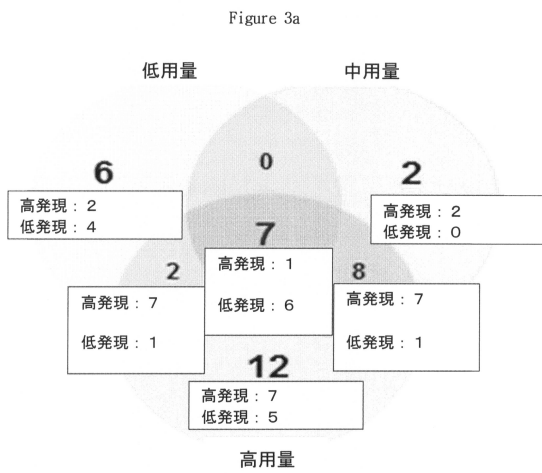 Figure 3a
低用量
中用量
6
0
2
高発現：2
低発現：4
高発現：2
低発現：0
7
2
8
高発現：1
低発現：6
高発現：7
低発現：1
高発現：7
低発現：1
12
高発現：7
低発現：5
高用量